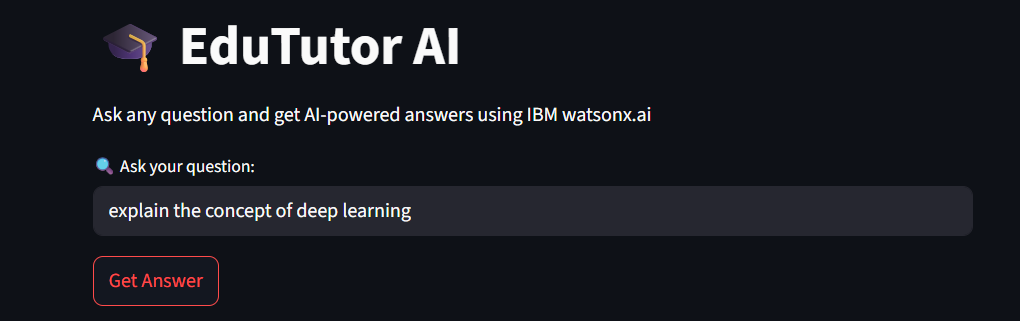 EduTutor AI
Ask any question and get AI-powered answers using IBM watsonx.ai
Ask your question:
explain the concept of deep learning
Get Answer